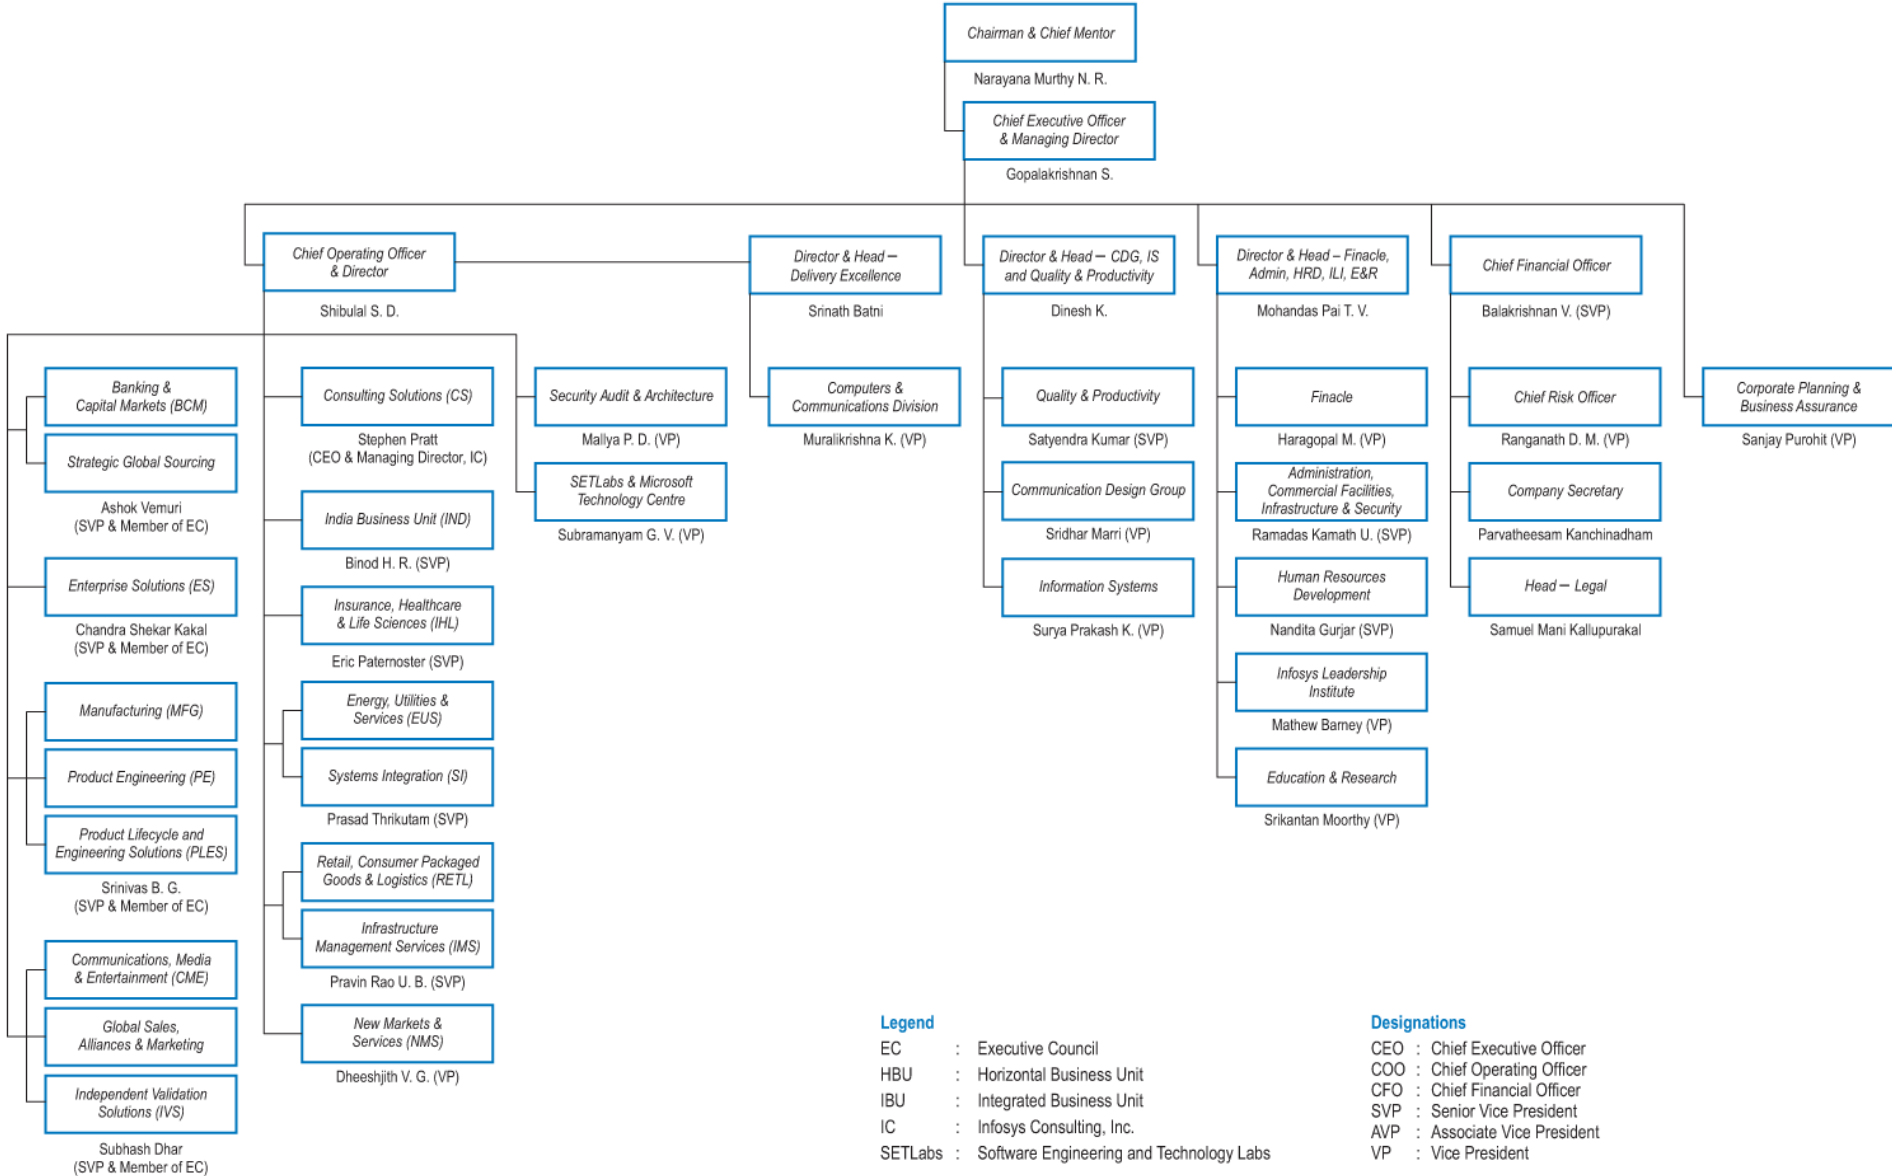 Chairman & Chief Mentor
Narayana Murthy N. R.
Chief Executive Officer
& Managing Director
Gopalakrishnan S.
Chief Operating Officer
& Director
Shibulal S. D.
Director & Head –
Delivery Excellence
Srinath Batni
Director & Head – CDG, IS
and Quality & Productivity
Dinesh K.
Director & Head – Finacle,
Admin, HRD, ILI, E&R
Mohandas Pai T. V.
Chief Financial Officer
Balakrishnan V. (SVP)
Banking &
Capital Markets (BCM)
Strategic Global Sourcing
Ashok Vemuri
(SVP & Member of EC)
Enterprise Solutions (ES)
Chandra Shekar Kakal
(SVP & Member of EC)
Manufacturing (MFG)
Product Engineering (PE)
Product Lifecycle and
Engineering Solutions (PLES)
Srinivas B. G.
(SVP & Member of EC)
Communications, Media
& Entertainment (CME)
Global Sales,
Alliances & Marketing
Independent Validation
Solutions (IVS)
Subhash Dhar
(SVP & Member of EC)
Consulting Solutions (CS)
Stephen Pratt
(CEO & Managing Director, IC)
India Business Unit (IND)
Binod H. R. (SVP)
Insurance, Healthcare
& Life Sciences (IHL)
Eric Paternoster (SVP)
Energy, Utilities &
Services (EUS)
Systems Integration (SI)
Prasad Thrikutam (SVP)
Retail, Consumer Packaged
Goods & Logistics (RETL)
Infrastructure
Management Services (IMS)
Pravin Rao U. B. (SVP)
New Markets &
Services (NMS)
Dheeshjith V. G. (VP)
Security Audit & Architecture
Mallya P. D. (VP)
SETLabs & Microsoft
Technology Centre
Subramanyam G. V. (VP)
Computers &
Communications Division
Muralikrishna K. (VP)
Quality & Productivity
Satyendra Kumar (SVP)
Communication Design Group
Sridhar Marri (VP)
Information Systems
Surya Prakash K. (VP)
Finacle
Haragopal M. (VP)
Administration,
Commercial Facilities,
Infrastructure & Security
Ramadas Kamath U. (SVP)
Human Resources
Development
Nandita Gurjar (SVP)
Infosys Leadership
Institute
Mathew Barney (VP)
Education & Research
Srikantan Moorthy (VP)
Chief Risk Officer
Ranganath D. M. (VP)
Company Secretary
Parvatheesam Kanchinadham
Head – Legal
Samuel Mani Kallupurakal
Corporate Planning &
Business Assurance
Sanjay Purohit (VP)
Legend
EC : Executive Council
HBU : Horizontal Business Unit
IBU : Integrated Business Unit
IC : Infosys Consulting, Inc.
SETLabs : Software Engineering and Technology Labs
Designations
CEO : Chief Executive Officer
COO : Chief Operating Officer
CFO : Chief Financial Officer
SVP : Senior Vice President
AVP : Associate Vice President
VP : Vice President